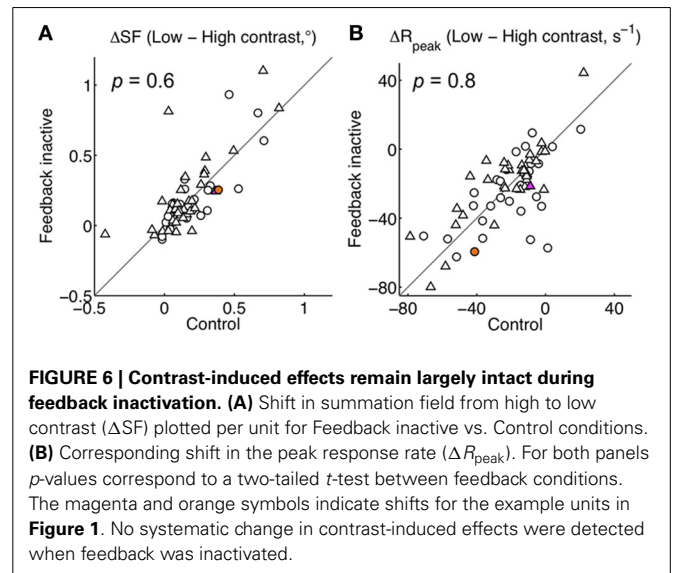 A ΔSF (Low – High contrast,°)
p = 0.6
Feedback inactive
1
0.5
0
−0.5
−0.5 0 0.5 1
Control
B ΔR_peak (Low – High contrast, s⁻¹)
p = 0.8
Feedback inactive
40
0
−40
−80
−80 −40 0 40
Control
FIGURE 6 | Contrast-induced effects remain largely intact during
feedback inactivation. (A) Shift in summation field from high to low
contrast (ΔSF) plotted per unit for Feedback inactive vs. Control conditions.
(B) Corresponding shift in the peak response rate (ΔR_peak). For both panels
p-values correspond to a two-tailed t-test between feedback conditions.
The magenta and orange symbols indicate shifts for the example units in
Figure 1. No systematic change in contrast-induced effects were detected
when feedback was inactivated.